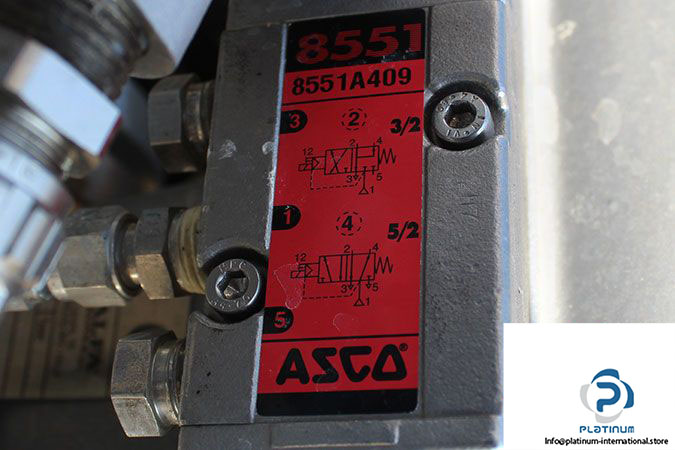 8551
8551A409
3 2 3/2
12 2 4
3 5
1
1 4 5/2
12 2 4
3 5
1
5
ASCO
PLATINUM
Info@platinum-international.store